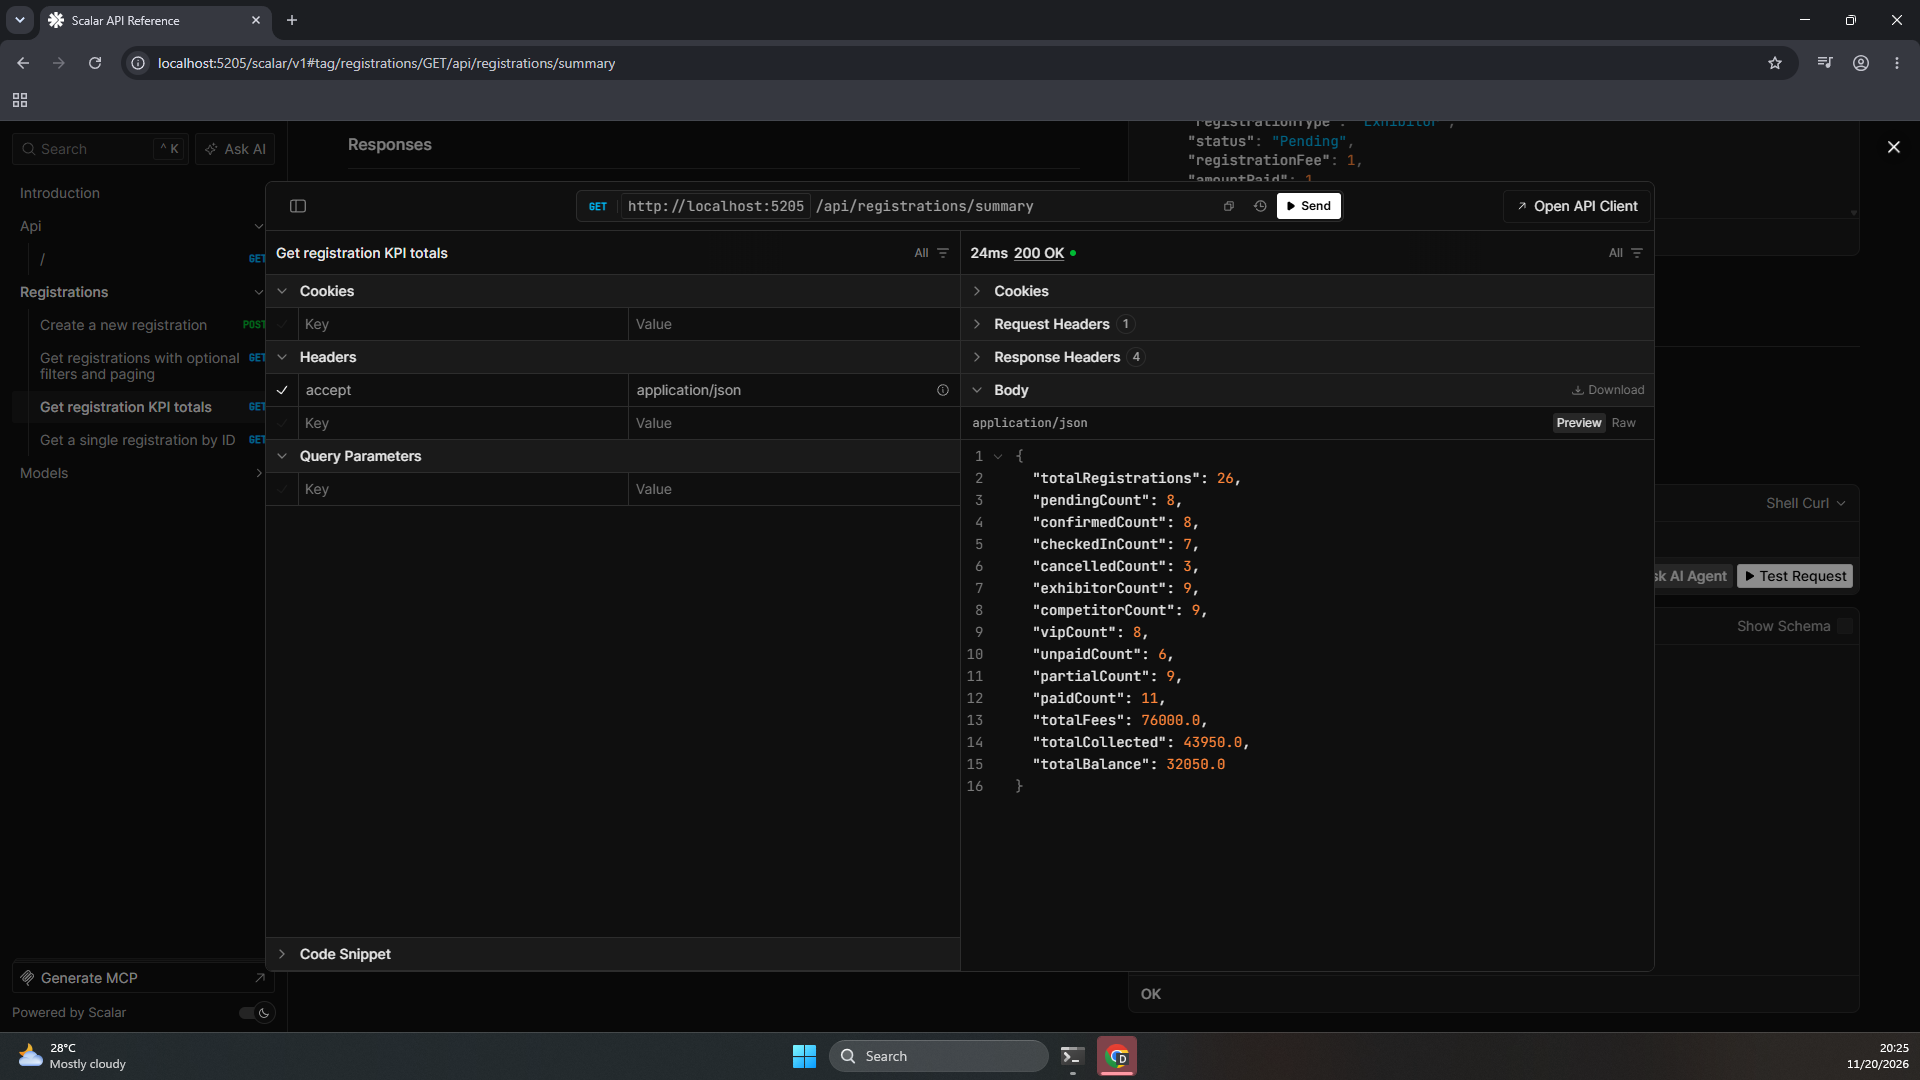 Scalar API Reference
localhost:5205/scalar/v1#tag/registrations/GET/api/registrations/summary
Search
^ K
Ask AI
Introduction
Api
/
GET
Registrations
Create a new registration
POST
Get registrations with optional filters and paging
GET
Get registration KPI totals
GET
Get a single registration by ID
GET
Models
Generate MCP
Powered by Scalar
Responses
"registrationType": "Exhibitor",
"status": "Pending",
"registrationFee": 1,
"amountPaid": 1
GET
http://localhost:5205
/api/registrations/summary
Send
Open API Client
Get registration KPI totals
All
Cookies
Key
Value
Headers
accept
application/json
Key
Value
Query Parameters
Key
Value
Code Snippet
24ms 200 OK
All
Cookies
Request Headers 1
Response Headers 4
Body
Download
application/json
Preview
Raw
1 {
2 "totalRegistrations": 26,
3 "pendingCount": 8,
4 "confirmedCount": 8,
5 "checkedInCount": 7,
6 "cancelledCount": 3,
7 "exhibitorCount": 9,
8 "competitorCount": 9,
9 "vipCount": 8,
10 "unpaidCount": 6,
11 "partialCount": 9,
12 "paidCount": 11,
13 "totalFees": 76000.0,
14 "totalCollected": 43950.0,
15 "totalBalance": 32050.0
16 }
Shell Curl
sk AI Agent
Test Request
Show Schema
OK
28°C
Mostly cloudy
Search
D
20:25
11/20/2026